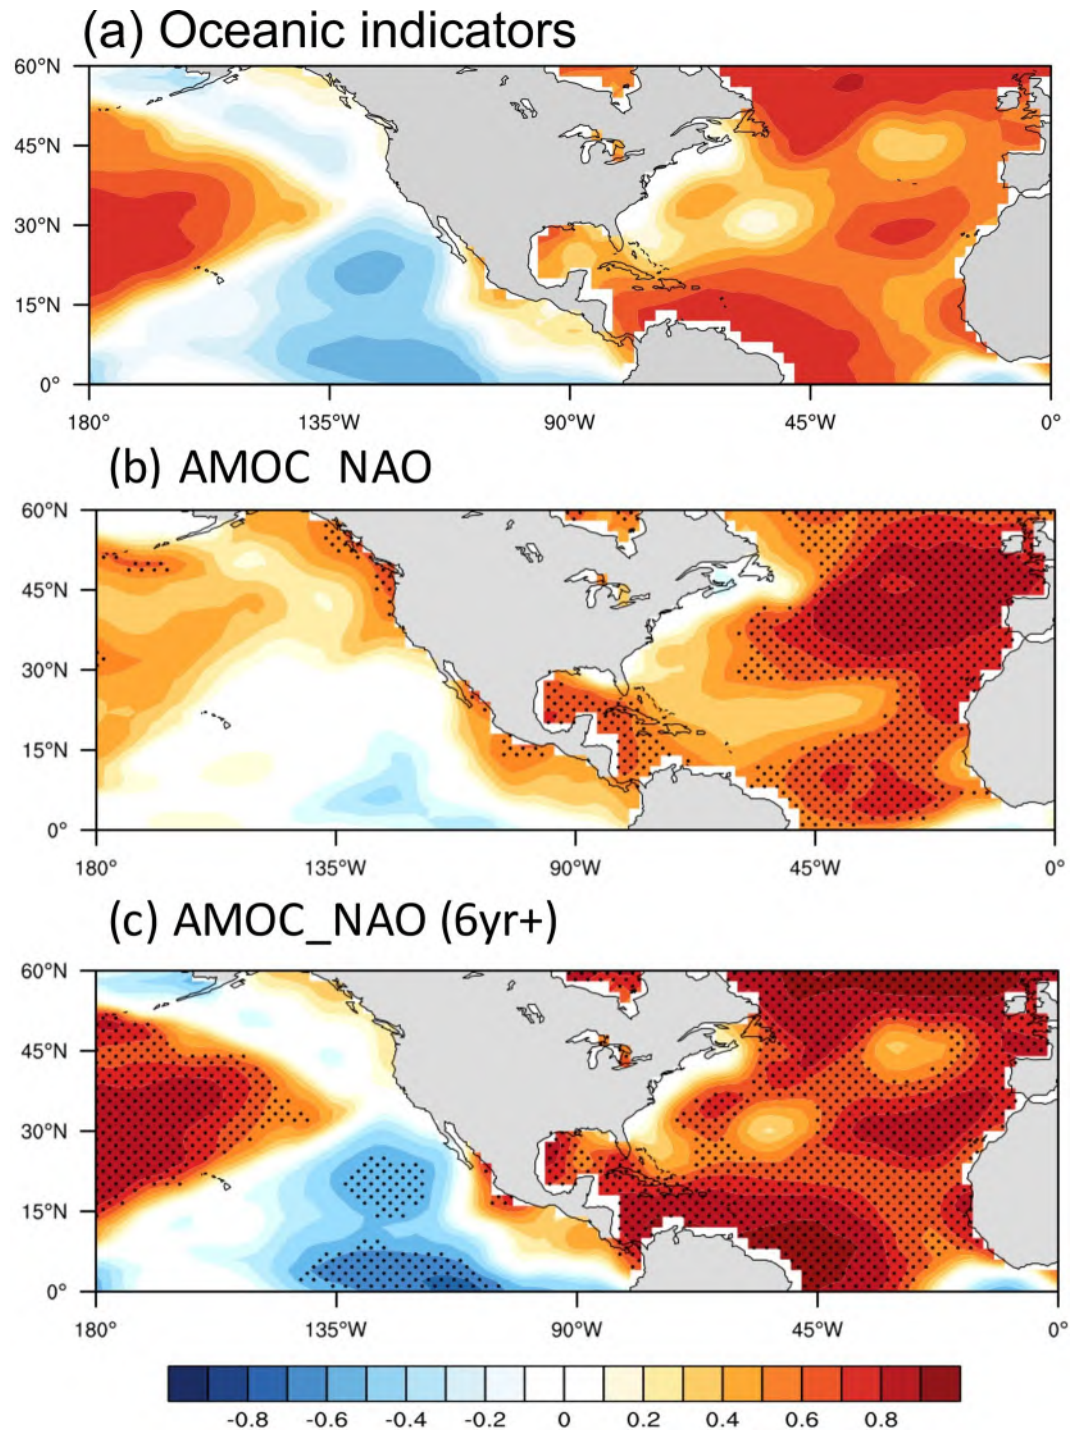 (a) Oceanic indicators
60°N
45°N
30°N
15°N
0°
180° 135°W 90°W 45°W 0°
(b) AMOC NAO
60°N
45°N
30°N
15°N
0°
180° 135°W 90°W 45°W 0°
(c) AMOC_NAO (6yr+)
60°N
45°N
30°N
15°N
0°
180° 135°W 90°W 45°W 0°
-0.8 -0.6 -0.4 -0.2 0 0.2 0.4 0.6 0.8